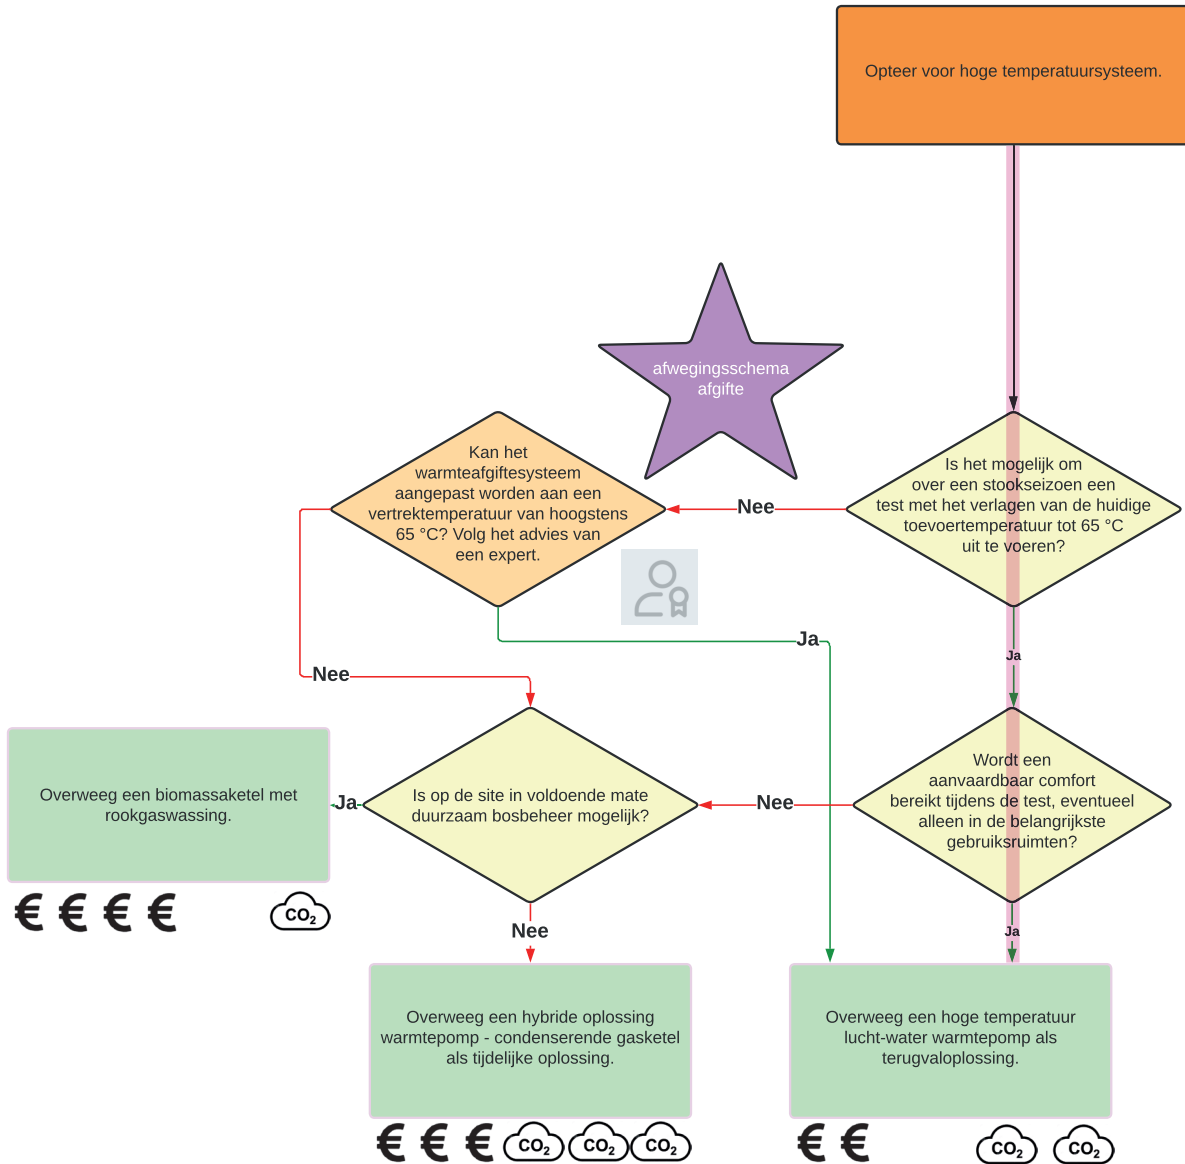 Opteer voor hoge temperatuursysteem.
afwegingsschema
afgifte
Kan het
warmteafgiftesysteem
aangepast worden aan een
vertrektemperatuur van hoogstens
65 °C? Volg het advies van
een expert.
Nee
Is het mogelijk om
over een stookseizoen een
test met het verlagen van de huidige
toevoertemperatuur tot 65 °C
uit te voeren?
Ja
Ja
Nee
Overweeg een biomassaketel met
rookgaswassing.
Ja
Is op de site in voldoende mate
duurzaam bosbeheer mogelijk?
Nee
Wordt een
aanvaardbaar comfort
bereikt tijdens de test, eventueel
alleen in de belangrijkste
gebruiksruimten?
€ € € € CO2
Nee
Ja
Overweeg een hybride oplossing
warmtepomp - condenserende gasketel
als tijdelijke oplossing.
Overweeg een hoge temperatuur
lucht-water warmtepomp als
terugvaloplossing.
€ € € CO2 CO2 CO2
€ € CO2 CO2